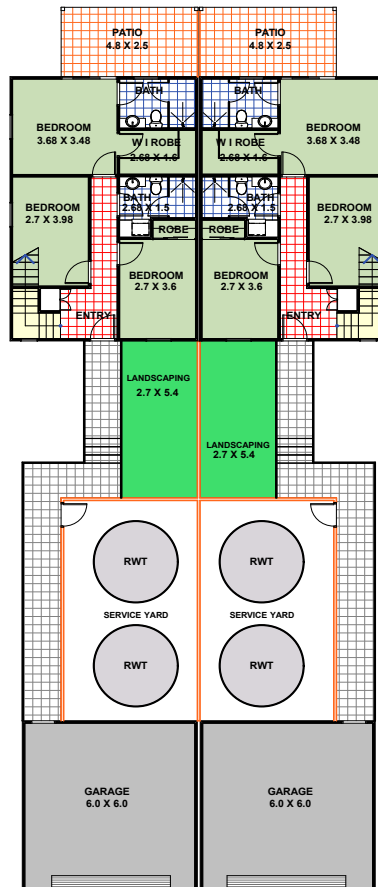 PATIO
4.8 X 2.5
PATIO
4.8 X 2.5
BATH
BATH
BEDROOM
3.68 X 3.48
BEDROOM
3.68 X 3.48
W I ROBE
2.68 X 1.6
W I ROBE
2.68 X 1.6
BATH
2.68 X 1.5
BATH
2.68 X 1.5
BEDROOM
2.7 X 3.98
BEDROOM
2.7 X 3.98
ROBE
ROBE
BEDROOM
2.7 X 3.6
BEDROOM
2.7 X 3.6
ENTRY
ENTRY
LANDSCAPING
2.7 X 5.4
LANDSCAPING
2.7 X 5.4
RWT
RWT
SERVICE YARD
SERVICE YARD
RWT
RWT
GARAGE
6.0 X 6.0
GARAGE
6.0 X 6.0